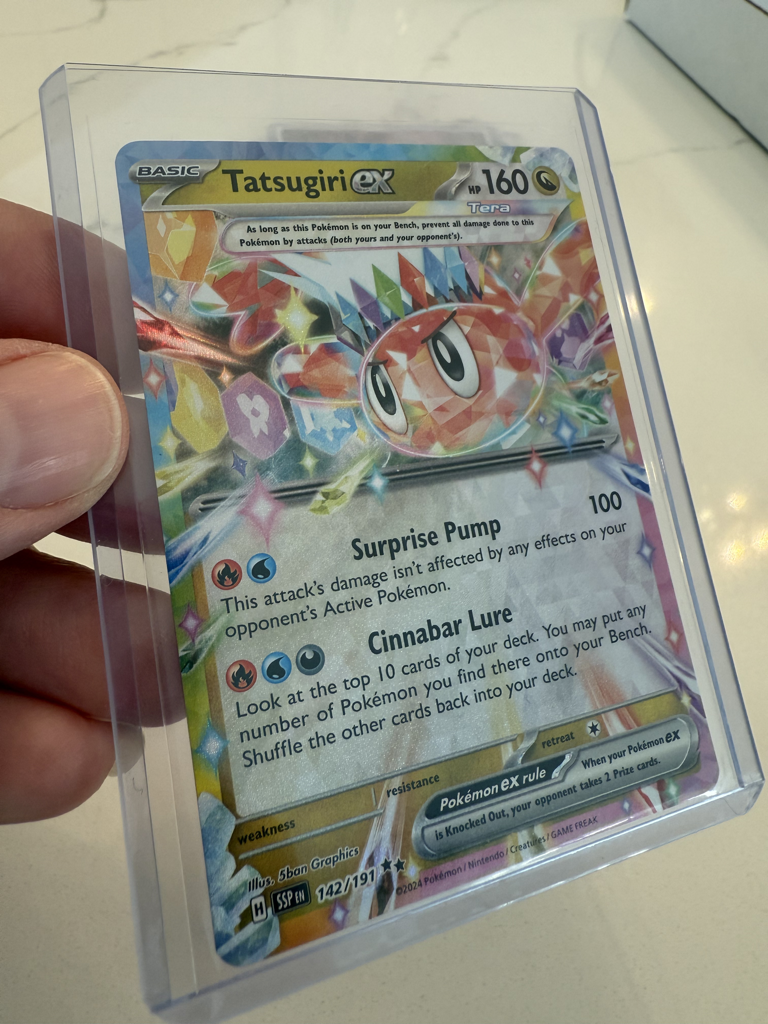 BASIC Tatsugiri ex HP 160
Tera
As long as this Pokémon is on your Bench, prevent all damage done to this
Pokémon by attacks (both yours and your opponent's).
Surprise Pump 100
This attack's damage isn't affected by any effects on your
opponent's Active Pokémon.
Cinnabar Lure
Look at the top 10 cards of your deck. You may put any
number of Pokémon you find there onto your Bench.
Shuffle the other cards back into your deck.
weakness resistance retreat
Pokémon ex rule When your Pokémon ex
is Knocked Out, your opponent takes 2 Prize cards.
Illus. 5ban Graphics
H SSP EN 142/191 ★★ ©2024 Pokémon / Nintendo / Creatures / GAME FREAK